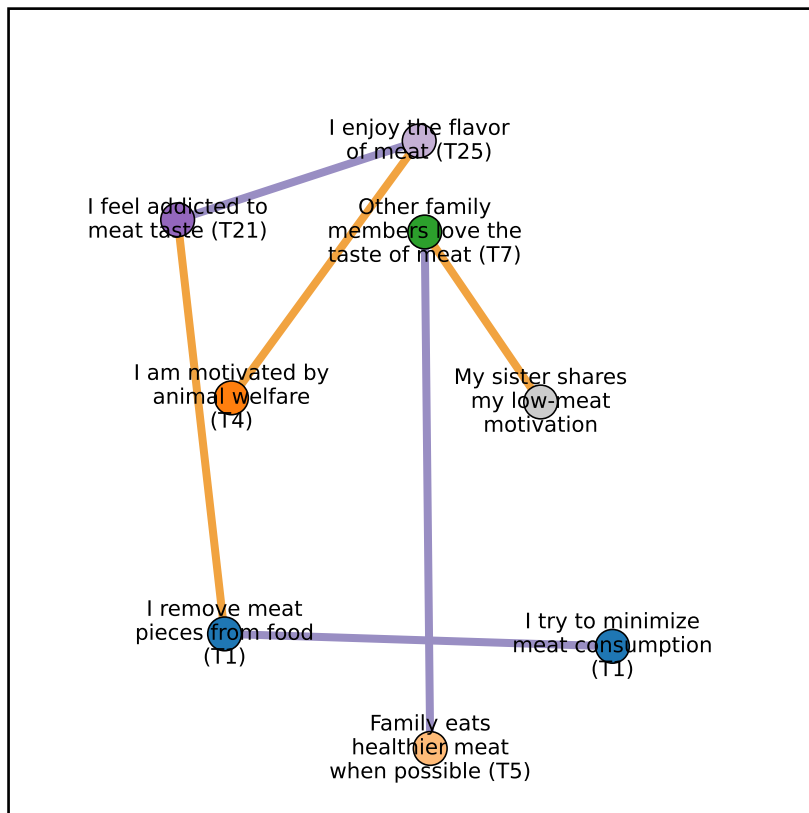 I enjoy the flavor
of meat (T25)
I feel addicted to
meat taste (T21)
Other family
members love the
taste of meat (T7)
I am motivated by
animal welfare
(T4)
My sister shares
my low-meat
motivation
I remove meat
pieces from food
(T1)
I try to minimize
meat consumption
(T1)
Family eats
healthier meat
when possible (T5)